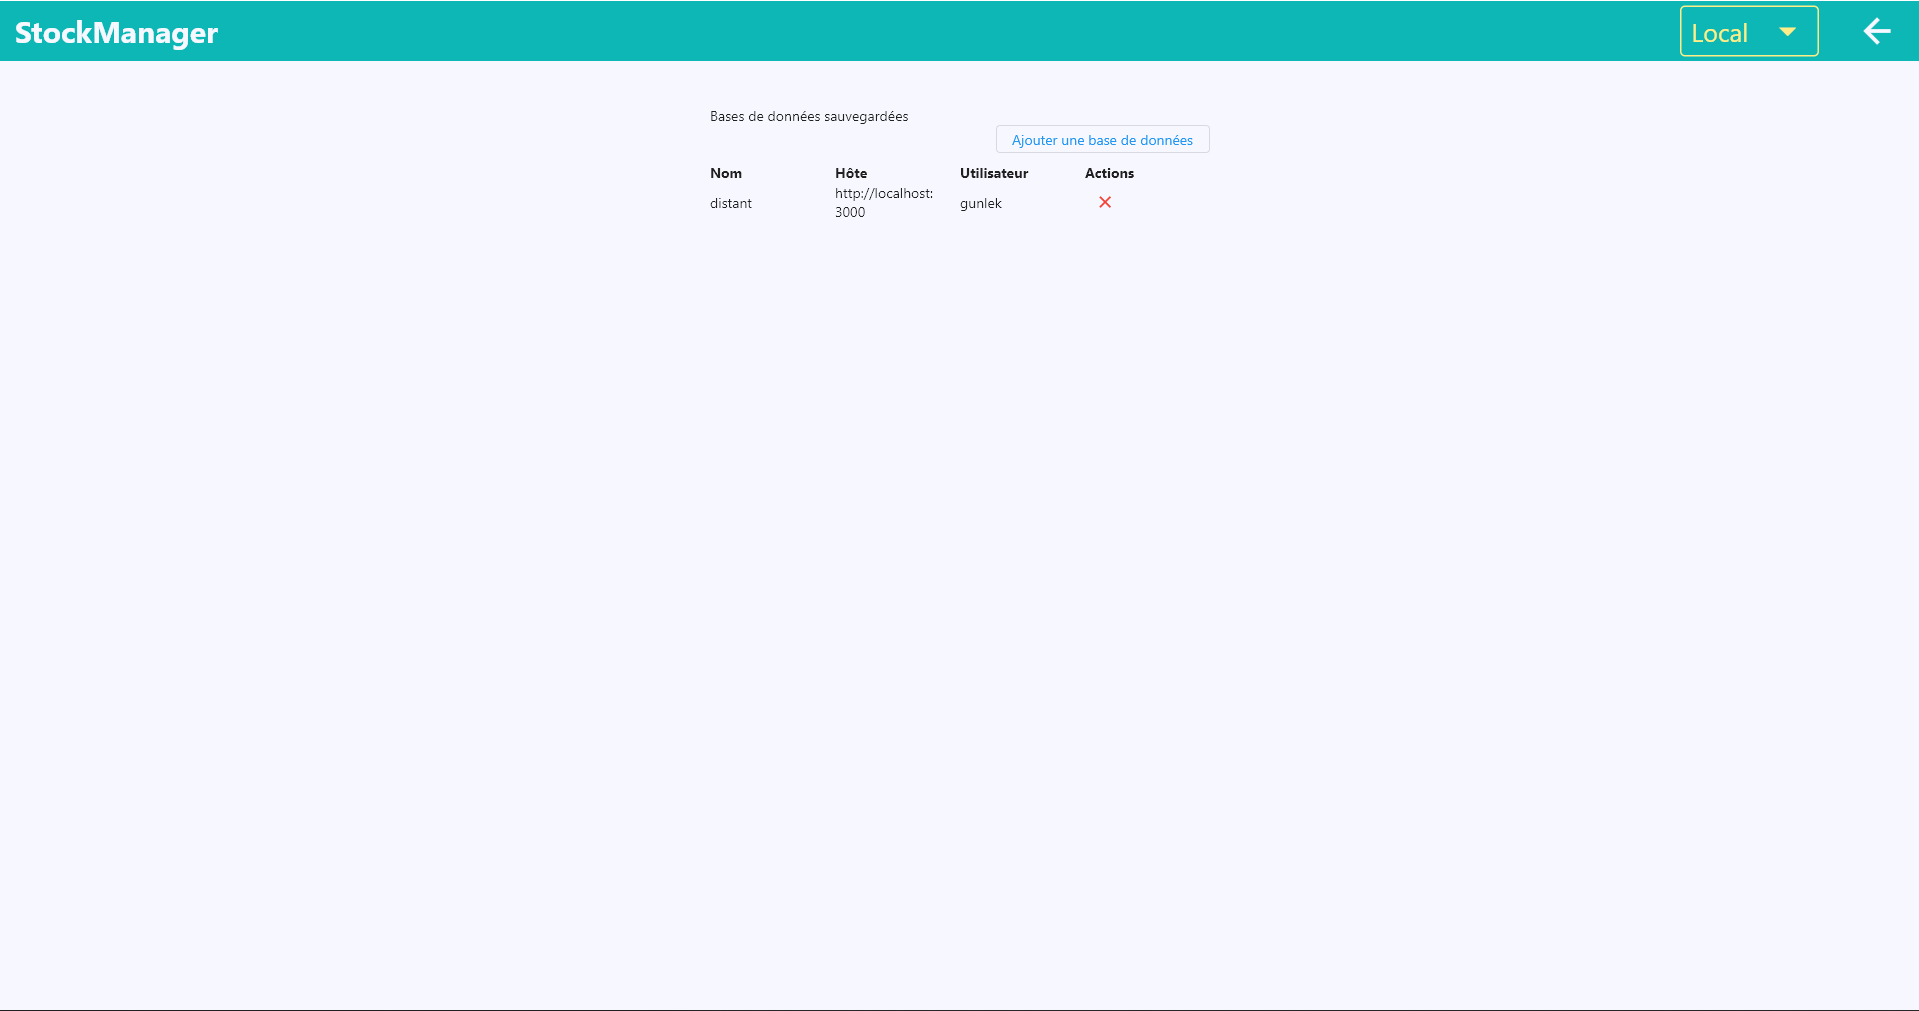 StockManager
Local
Bases de données sauvegardées
Ajouter une base de données
Nom Hôte Utilisateur Actions
distant http://localhost:3000 gunlek